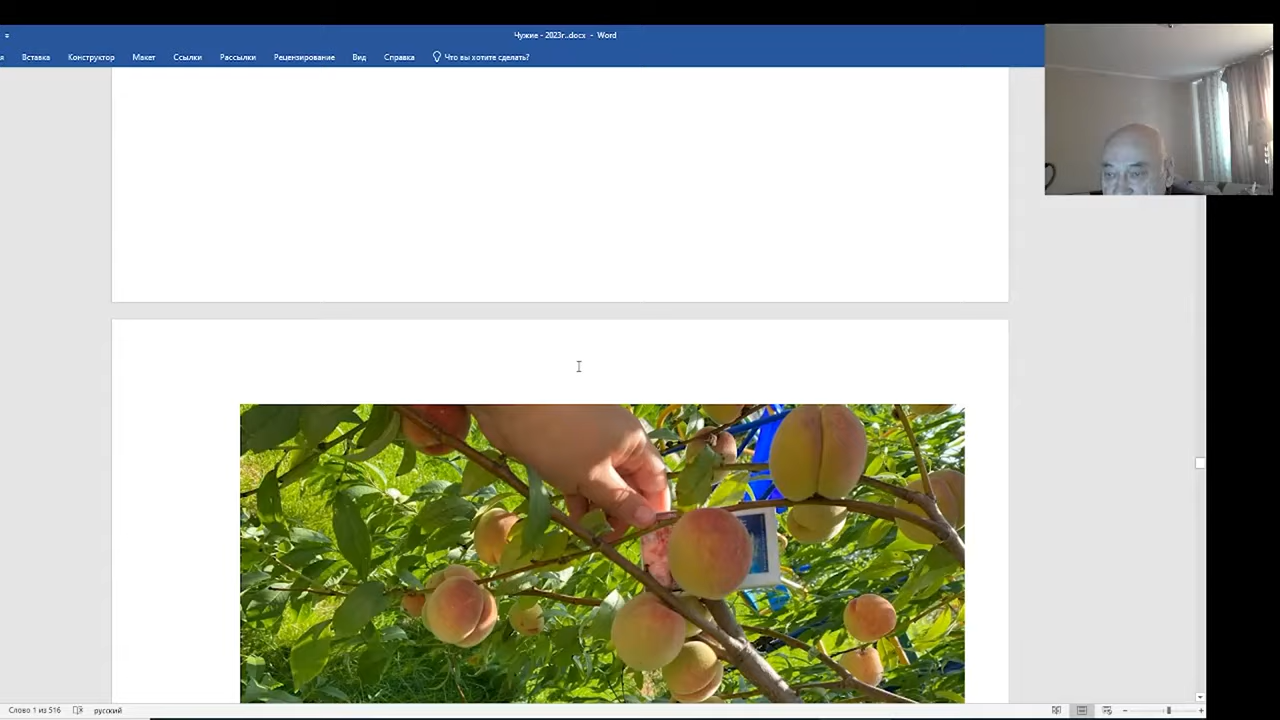 Чужие - 2023г..docx - Word
я Вставка Конструктор Макет Ссылки Рассылки Рецензирование Вид Справка Что вы хотите сделать?
Слово 1 из 516 русский